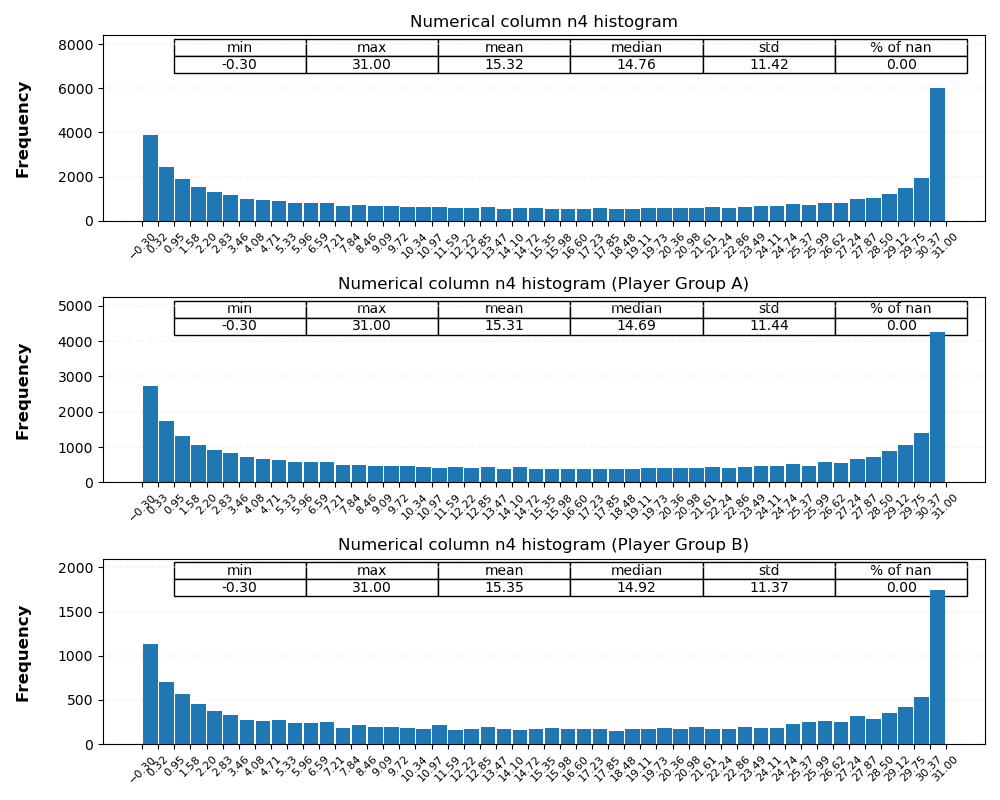 Numerical column n4 histogram
min max mean median std % of nan
-0.30 31.00 15.32 14.76 11.42 0.00
8000
6000
4000
2000
0
Frequency
−0.30 0.32 0.95 1.58 2.20 2.83 3.46 4.08 4.71 5.33 5.96 6.59 7.21 7.84 8.46 9.09 9.72 10.34 10.97 11.59 12.22 12.85 13.47 14.10 14.72 15.35 15.98 16.60 17.23 17.85 18.48 19.11 19.73 20.36 20.98 21.61 22.24 22.86 23.49 24.11 24.74 25.37 25.99 26.62 27.24 27.87 28.50 29.12 29.75 30.37 31.00
Numerical column n4 histogram (Player Group A)
min max mean median std % of nan
-0.30 31.00 15.31 14.69 11.44 0.00
5000
4000
3000
2000
1000
0
Frequency
−0.30 0.33 0.95 1.58 2.20 2.83 3.46 4.08 4.71 5.33 5.96 6.59 7.21 7.84 8.46 9.09 9.72 10.34 10.97 11.59 12.22 12.85 13.47 14.10 14.72 15.35 15.98 16.60 17.23 17.85 18.48 19.11 19.73 20.36 20.98 21.61 22.24 22.86 23.49 24.11 24.74 25.37 25.99 26.62 27.24 27.87 28.50 29.12 29.75 30.37 31.00
Numerical column n4 histogram (Player Group B)
min max mean median std % of nan
-0.30 31.00 15.35 14.92 11.37 0.00
2000
1500
1000
500
0
Frequency
−0.30 0.32 0.95 1.58 2.20 2.83 3.46 4.08 4.71 5.33 5.96 6.59 7.21 7.84 8.46 9.09 9.72 10.34 10.97 11.59 12.22 12.85 13.47 14.10 14.72 15.35 15.98 16.60 17.23 17.85 18.48 19.11 19.73 20.36 20.98 21.61 22.24 22.86 23.49 24.11 24.74 25.37 25.99 26.62 27.24 27.87 28.50 29.12 29.75 30.37 31.00